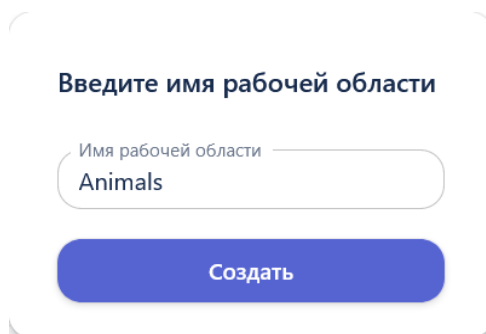 Введите имя рабочей области
Имя рабочей области
Animals
Создать